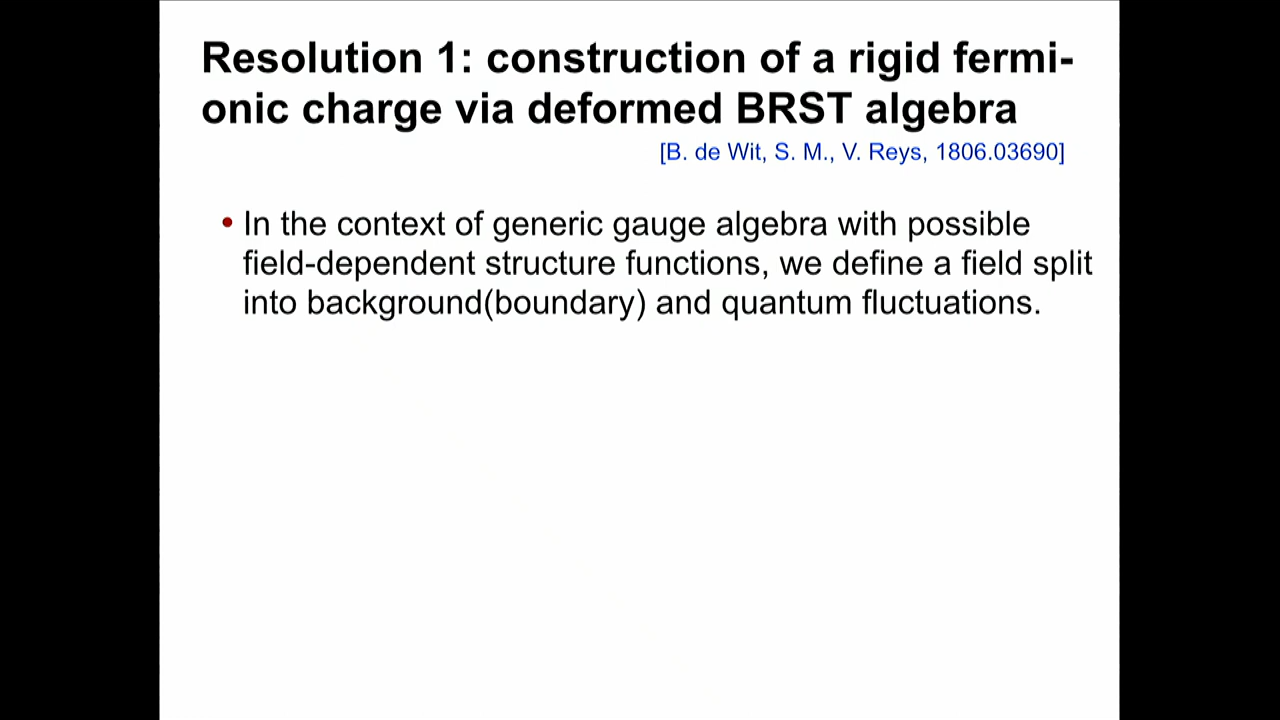 Resolution 1: construction of a rigid fermi-
onic charge via deformed BRST algebra
[B. de Wit, S. M., V. Reys, 1806.03690]
• In the context of generic gauge algebra with possible
field-dependent structure functions, we define a field split
into background(boundary) and quantum fluctuations.